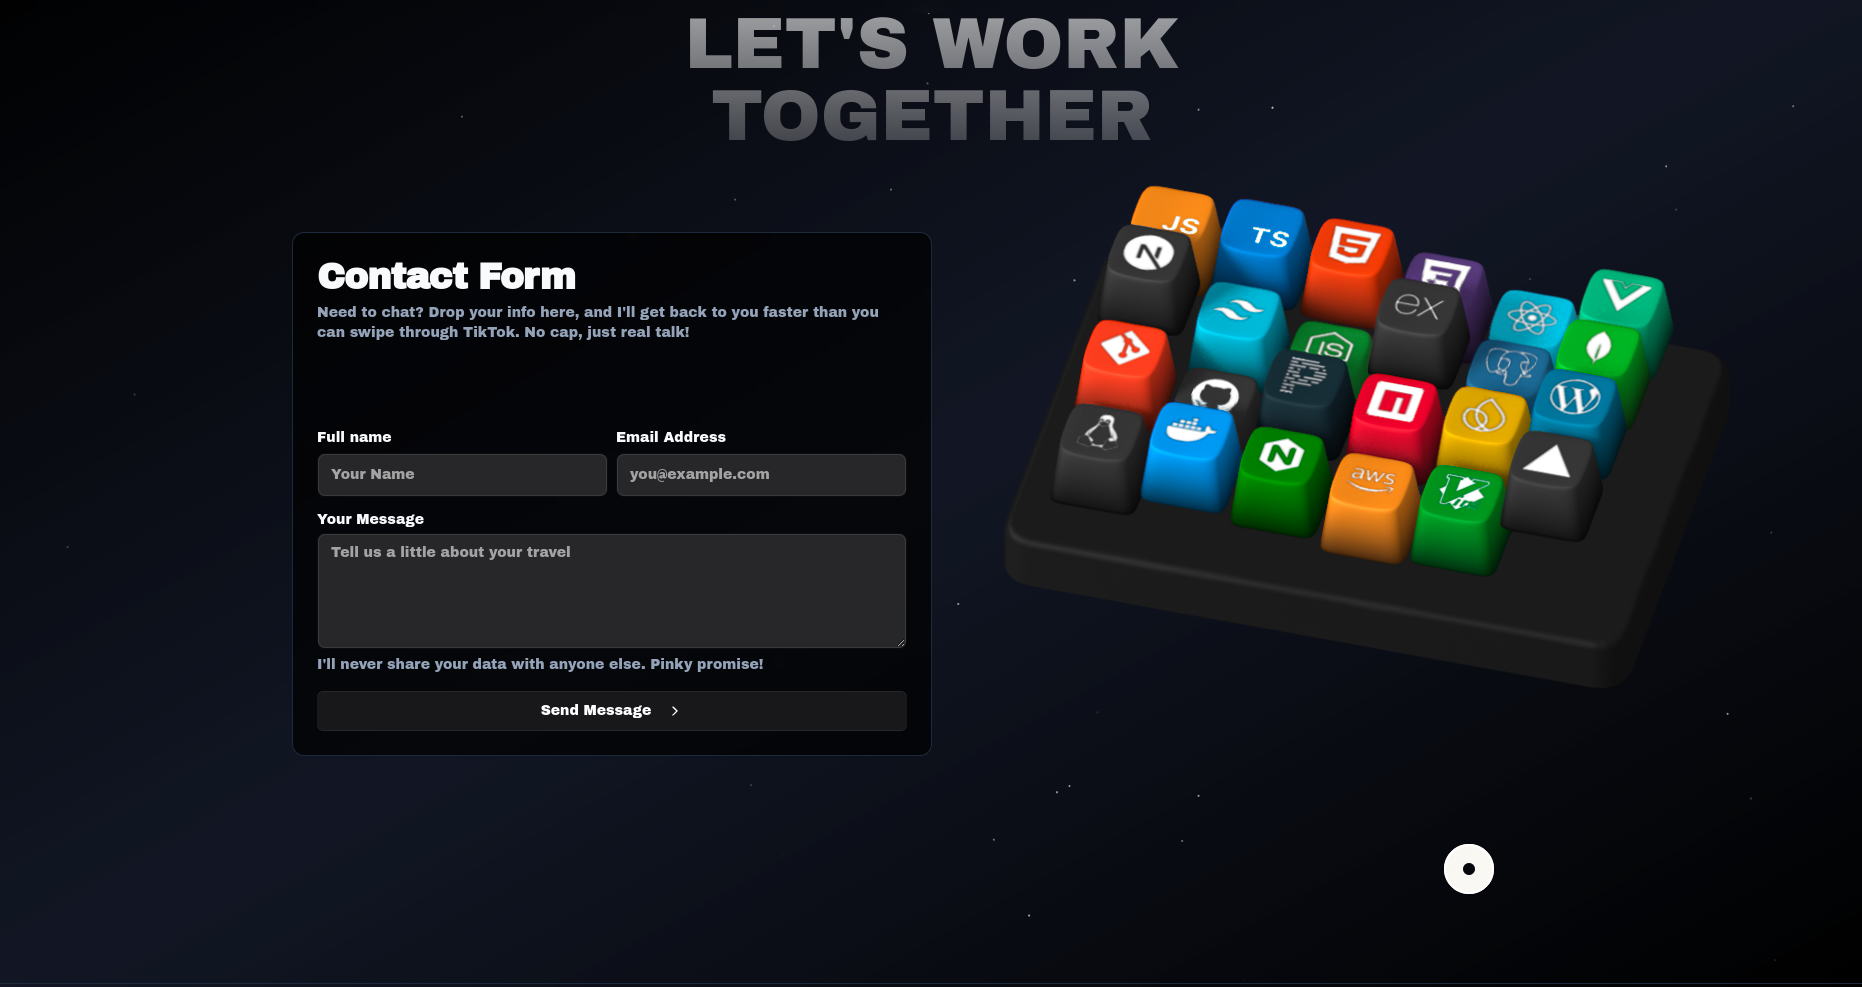 LET'S WORK
TOGETHER
Contact Form
Need to chat? Drop your info here, and I'll get back to you faster than you
can swipe through TikTok. No cap, just real talk!
Full name
Email Address
Your Name
you@example.com
Your Message
Tell us a little about your travel
I'll never share your data with anyone else. Pinky promise!
Send Message
JS
TS
5
N
ex
JS
n
N
aws